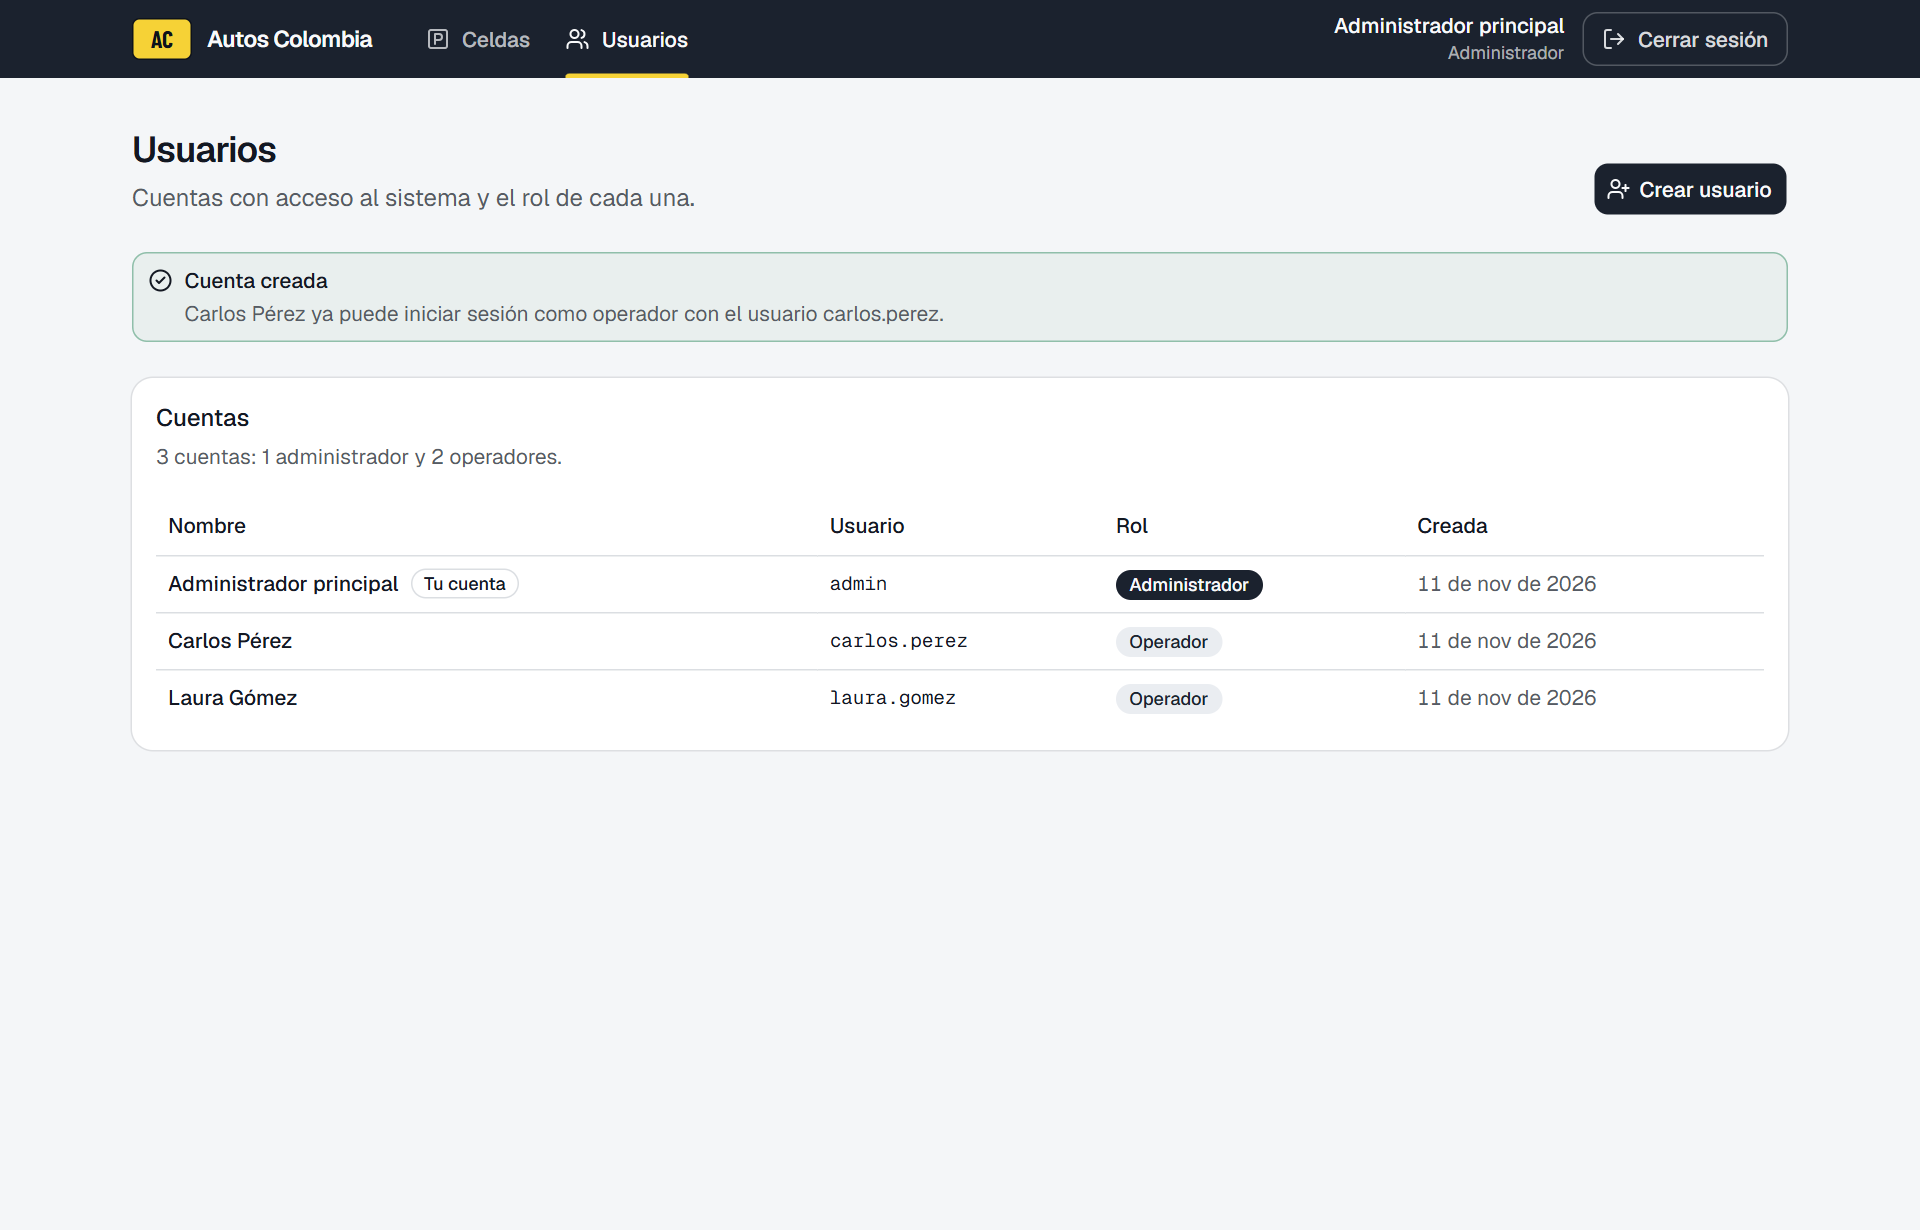 AC Autos Colombia Celdas Usuarios Administrador principal
Administrador
Cerrar sesión
Usuarios
Cuentas con acceso al sistema y el rol de cada una.
Crear usuario
Cuenta creada
Carlos Pérez ya puede iniciar sesión como operador con el usuario carlos.perez.
Cuentas
3 cuentas: 1 administrador y 2 operadores.
Nombre Usuario Rol Creada
Administrador principal Tu cuenta admin Administrador 11 de nov de 2026
Carlos Pérez carlos.perez Operador 11 de nov de 2026
Laura Gómez laura.gomez Operador 11 de nov de 2026